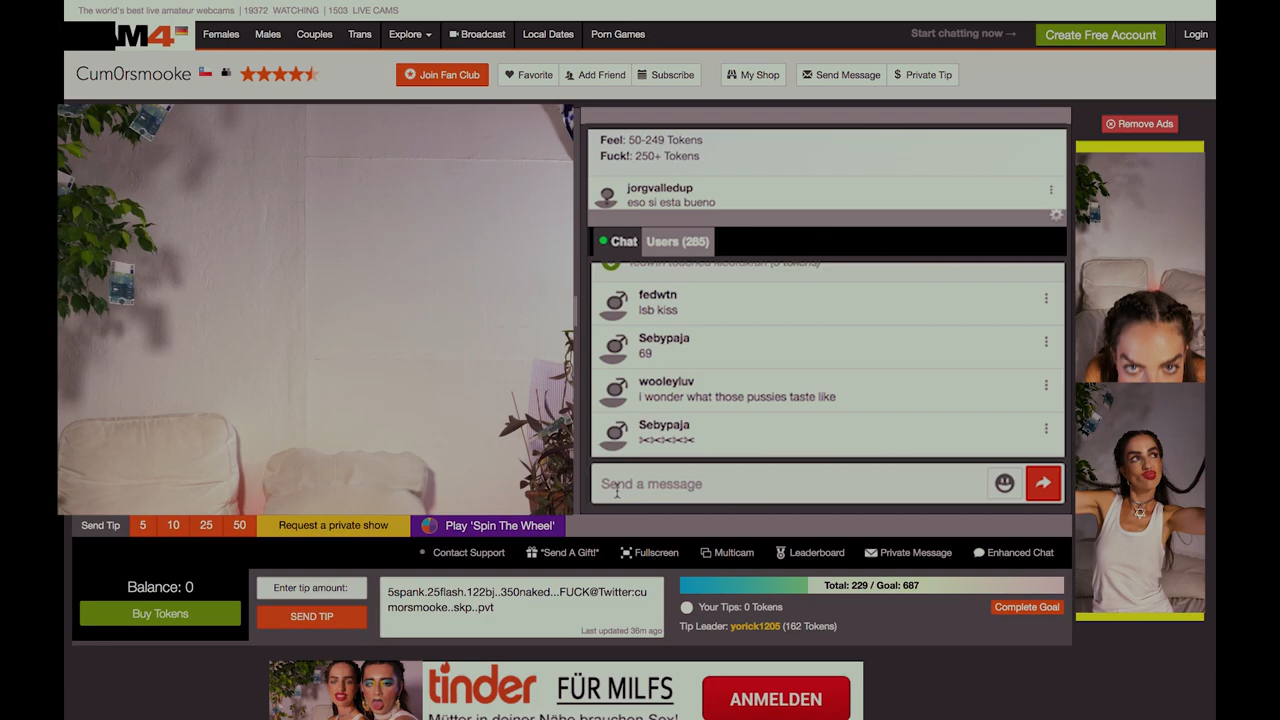 The world's best live amateur webcams | 19372 WATCHING | 1503 LIVE CAMS
AM4 Females Males Couples Trans Explore Broadcast Local Dates Porn Games Start chatting now → Create Free Account Login
Cum0rsmooke Join Fan Club Favorite Add Friend Subscribe My Shop Send Message $ Private Tip
Remove Ads
Feel: 50-249 Tokens
Fuck!: 250+ Tokens
jorgvalledup
eso si esta bueno
Chat Users (285)
fedwtn
lsb kiss
Sebypaja
69
wooleyluv
i wonder what those pussies taste like
Sebypaja
✂✂✂✂✂
Send a message
Send Tip 5 10 25 50 Request a private show Play 'Spin The Wheel'
Contact Support "Send A Gift!" Fullscreen Multicam Leaderboard Private Message Enhanced Chat
Balance: 0
Buy Tokens
Enter tip amount:
SEND TIP
5spank.25flash.122bj..350naked...FUCK@Twitter:cu
morsmooke..skp..pvt
Last updated 36m ago
Total: 229 / Goal: 687
Your Tips: 0 Tokens Complete Goal
Tip Leader: yorick1205 (162 Tokens)
tinder FÜR MILFS ANMELDEN
Mütter in deiner Nähe brauchen Sex!